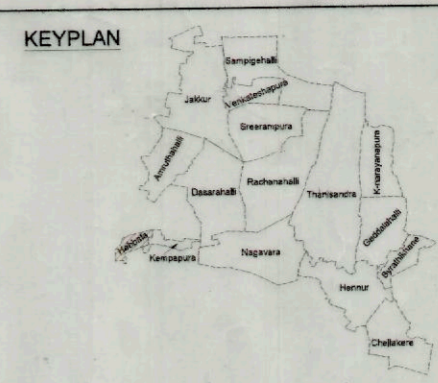 KEYPLAN
Sampigehalli
Venkateshapura
Jakkur
Sreerampura
Amruthahalli
Rachenahalli
Thanisandra
K-narayanapura
Dasarahalli
Geddalahalli
Hebbala
Kempapura
Nagavara
Byrathikhane
Hennur
Chellakere